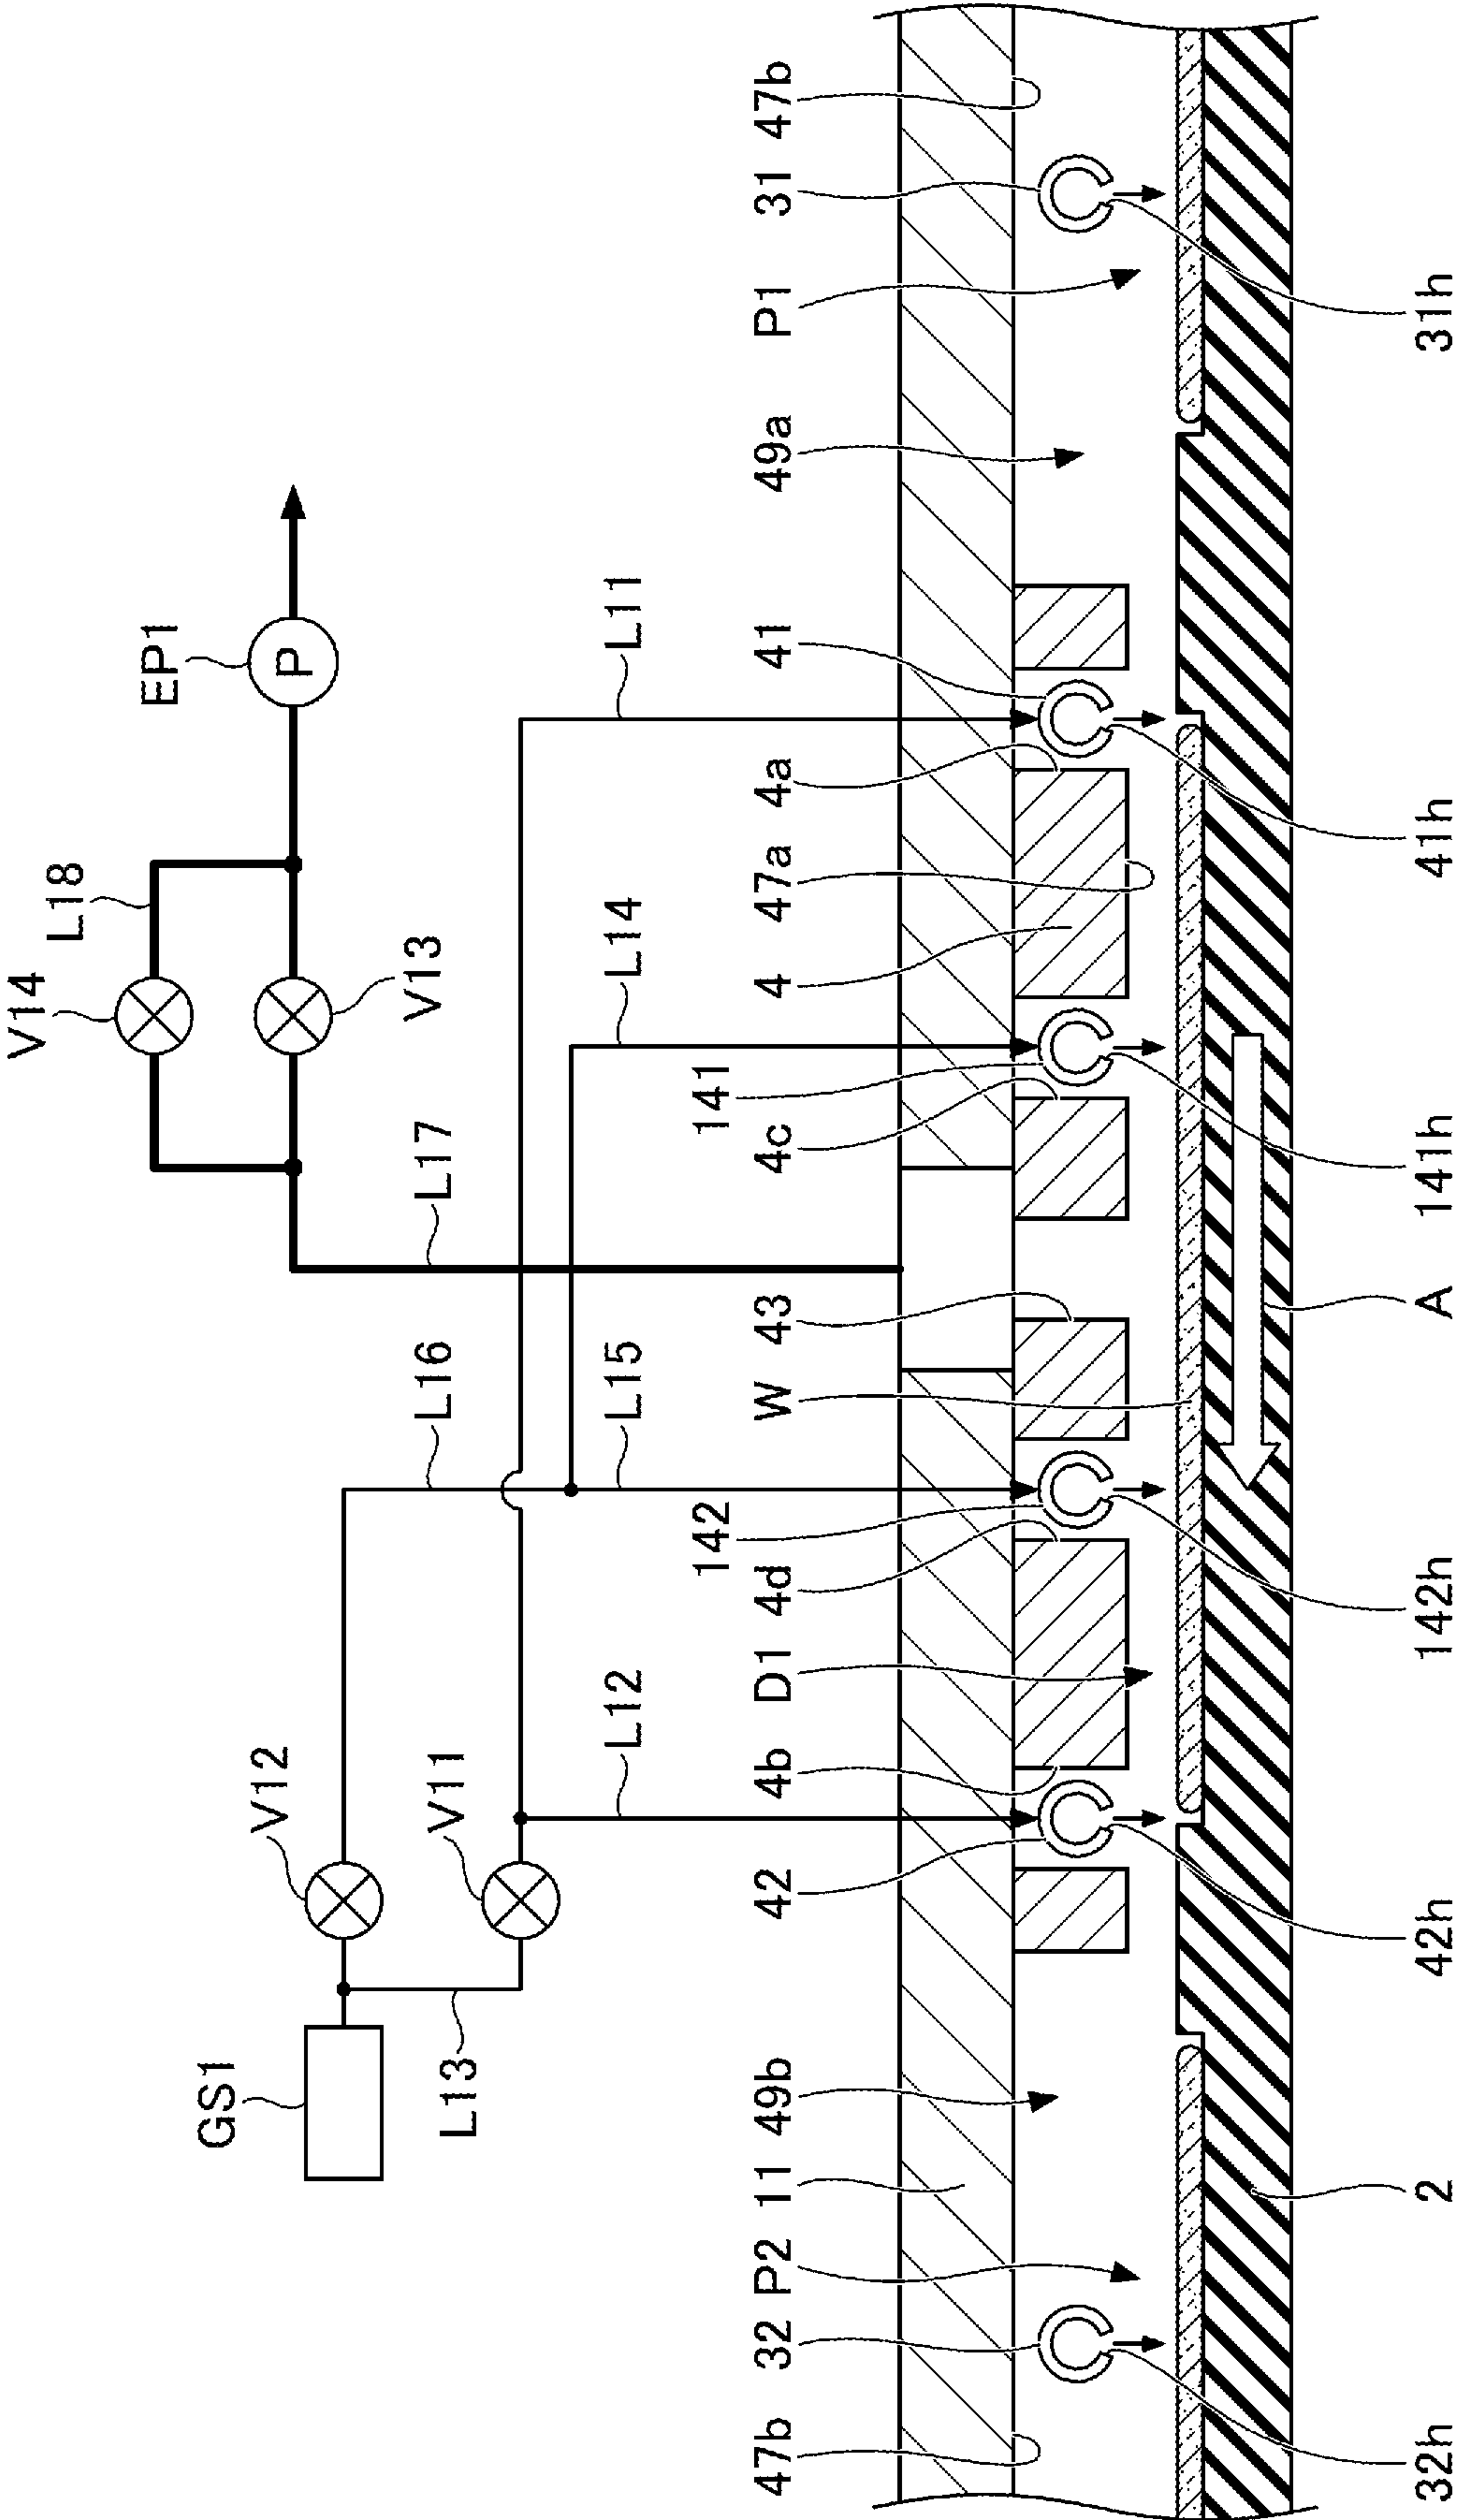 V14
L18
EP1
GS1
V12
P
V13
L16
L17
V11
L13
L12
L15
L14
L11
142
141
47b 32 P2 11 49b 42 4b D1 4d W 43 4c 4 47a 4a 41 49a P1 31 47b
32h 2 42h 142h A 141h 41h 31h